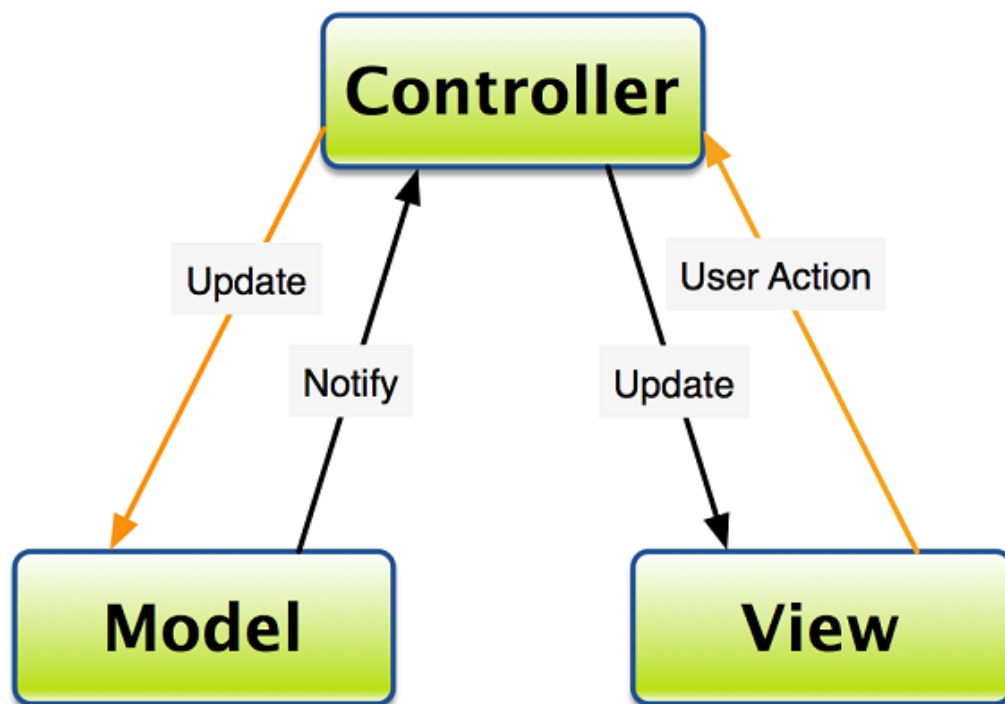 Controller
Update
User Action
Notify
Update
Model
View